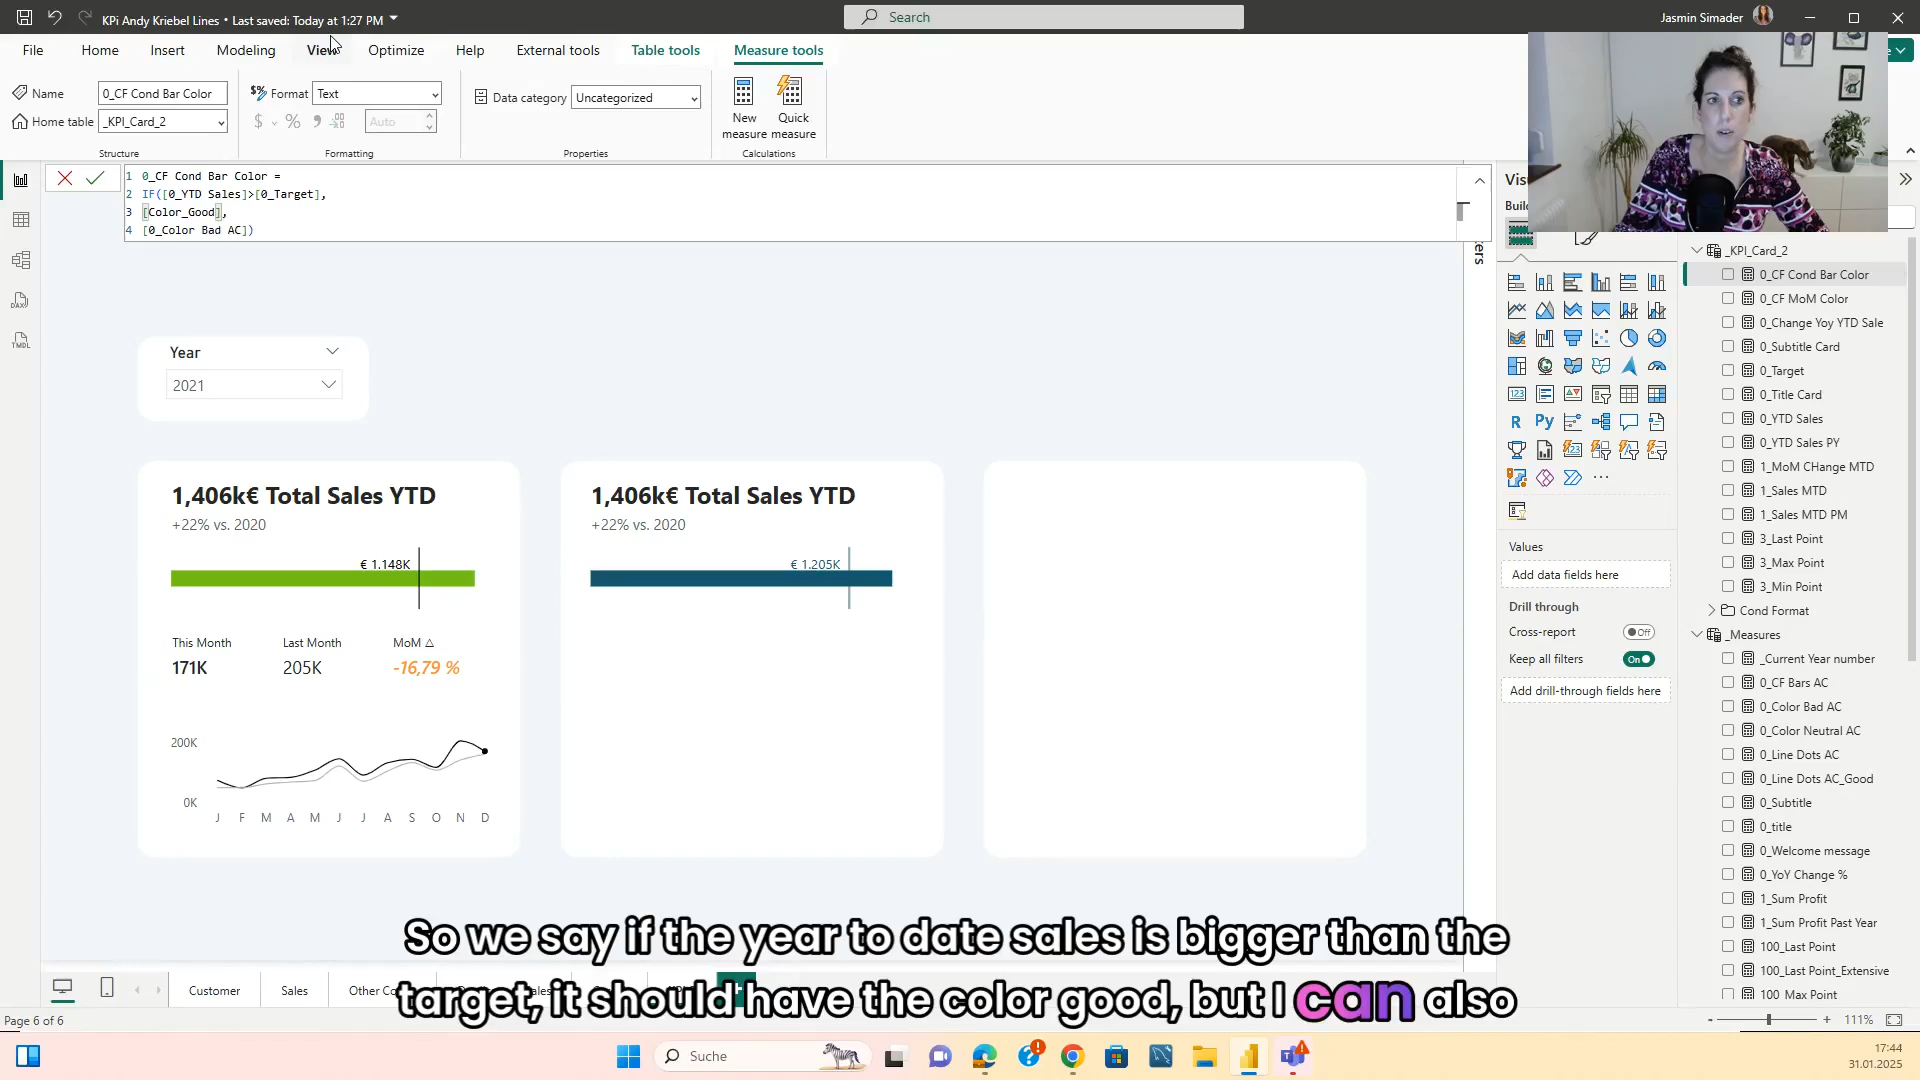 KPi Andy Kriebel Lines • Last saved: Today at 1:27 PM
Search
Jasmin Simader
File
Home
Insert
Modeling
View
Optimize
Help
External tools
Table tools
Measure tools
Name
0_CF Cond Bar Color
Home table
_KPI_Card_2
Structure
Format
Text
$
%
Auto
Formatting
Data category
Uncategorized
Properties
New measure
Quick measure
Calculations
1 0_CF Cond Bar Color =
2 IF([0_YTD Sales]>[0_Target],
3 [Color_Good],
4 [0_Color Bad AC])
DAX
TMDL
Year
2021
1,406k€ Total Sales YTD
+22% vs. 2020
€ 1.148K
This Month
Last Month
MoM △
171K
205K
-16,79 %
200K
0K
J F M A M J J A S O N D
1,406k€ Total Sales YTD
+22% vs. 2020
€ 1.205K
Values
Add data fields here
Drill through
Cross-report
Off
Keep all filters
On
Add drill-through fields here
_KPI_Card_2
0_CF Cond Bar Color
0_CF MoM Color
0_Change Yoy YTD Sale
0_Subtitle Card
0_Target
0_Title Card
0_YTD Sales
0_YTD Sales PY
1_MoM CHange MTD
1_Sales MTD
1_Sales MTD PM
3_Last Point
3_Max Point
3_Min Point
Cond Format
_Measures
_Current Year number
0_CF Bars AC
0_Color Bad AC
0_Color Neutral AC
0_Line Dots AC
0_Line Dots AC_Good
0_Subtitle
0_title
0_Welcome message
0_YoY Change %
1_Sum Profit
1_Sum Profit Past Year
100_Last Point
100_Last Point_Extensive
100 Max Point
So we say if the year to date sales is bigger than the
target, it should have the color good, but I can also
Customer
Sales
Page 6 of 6
111%
Suche
17:44
31.01.2025